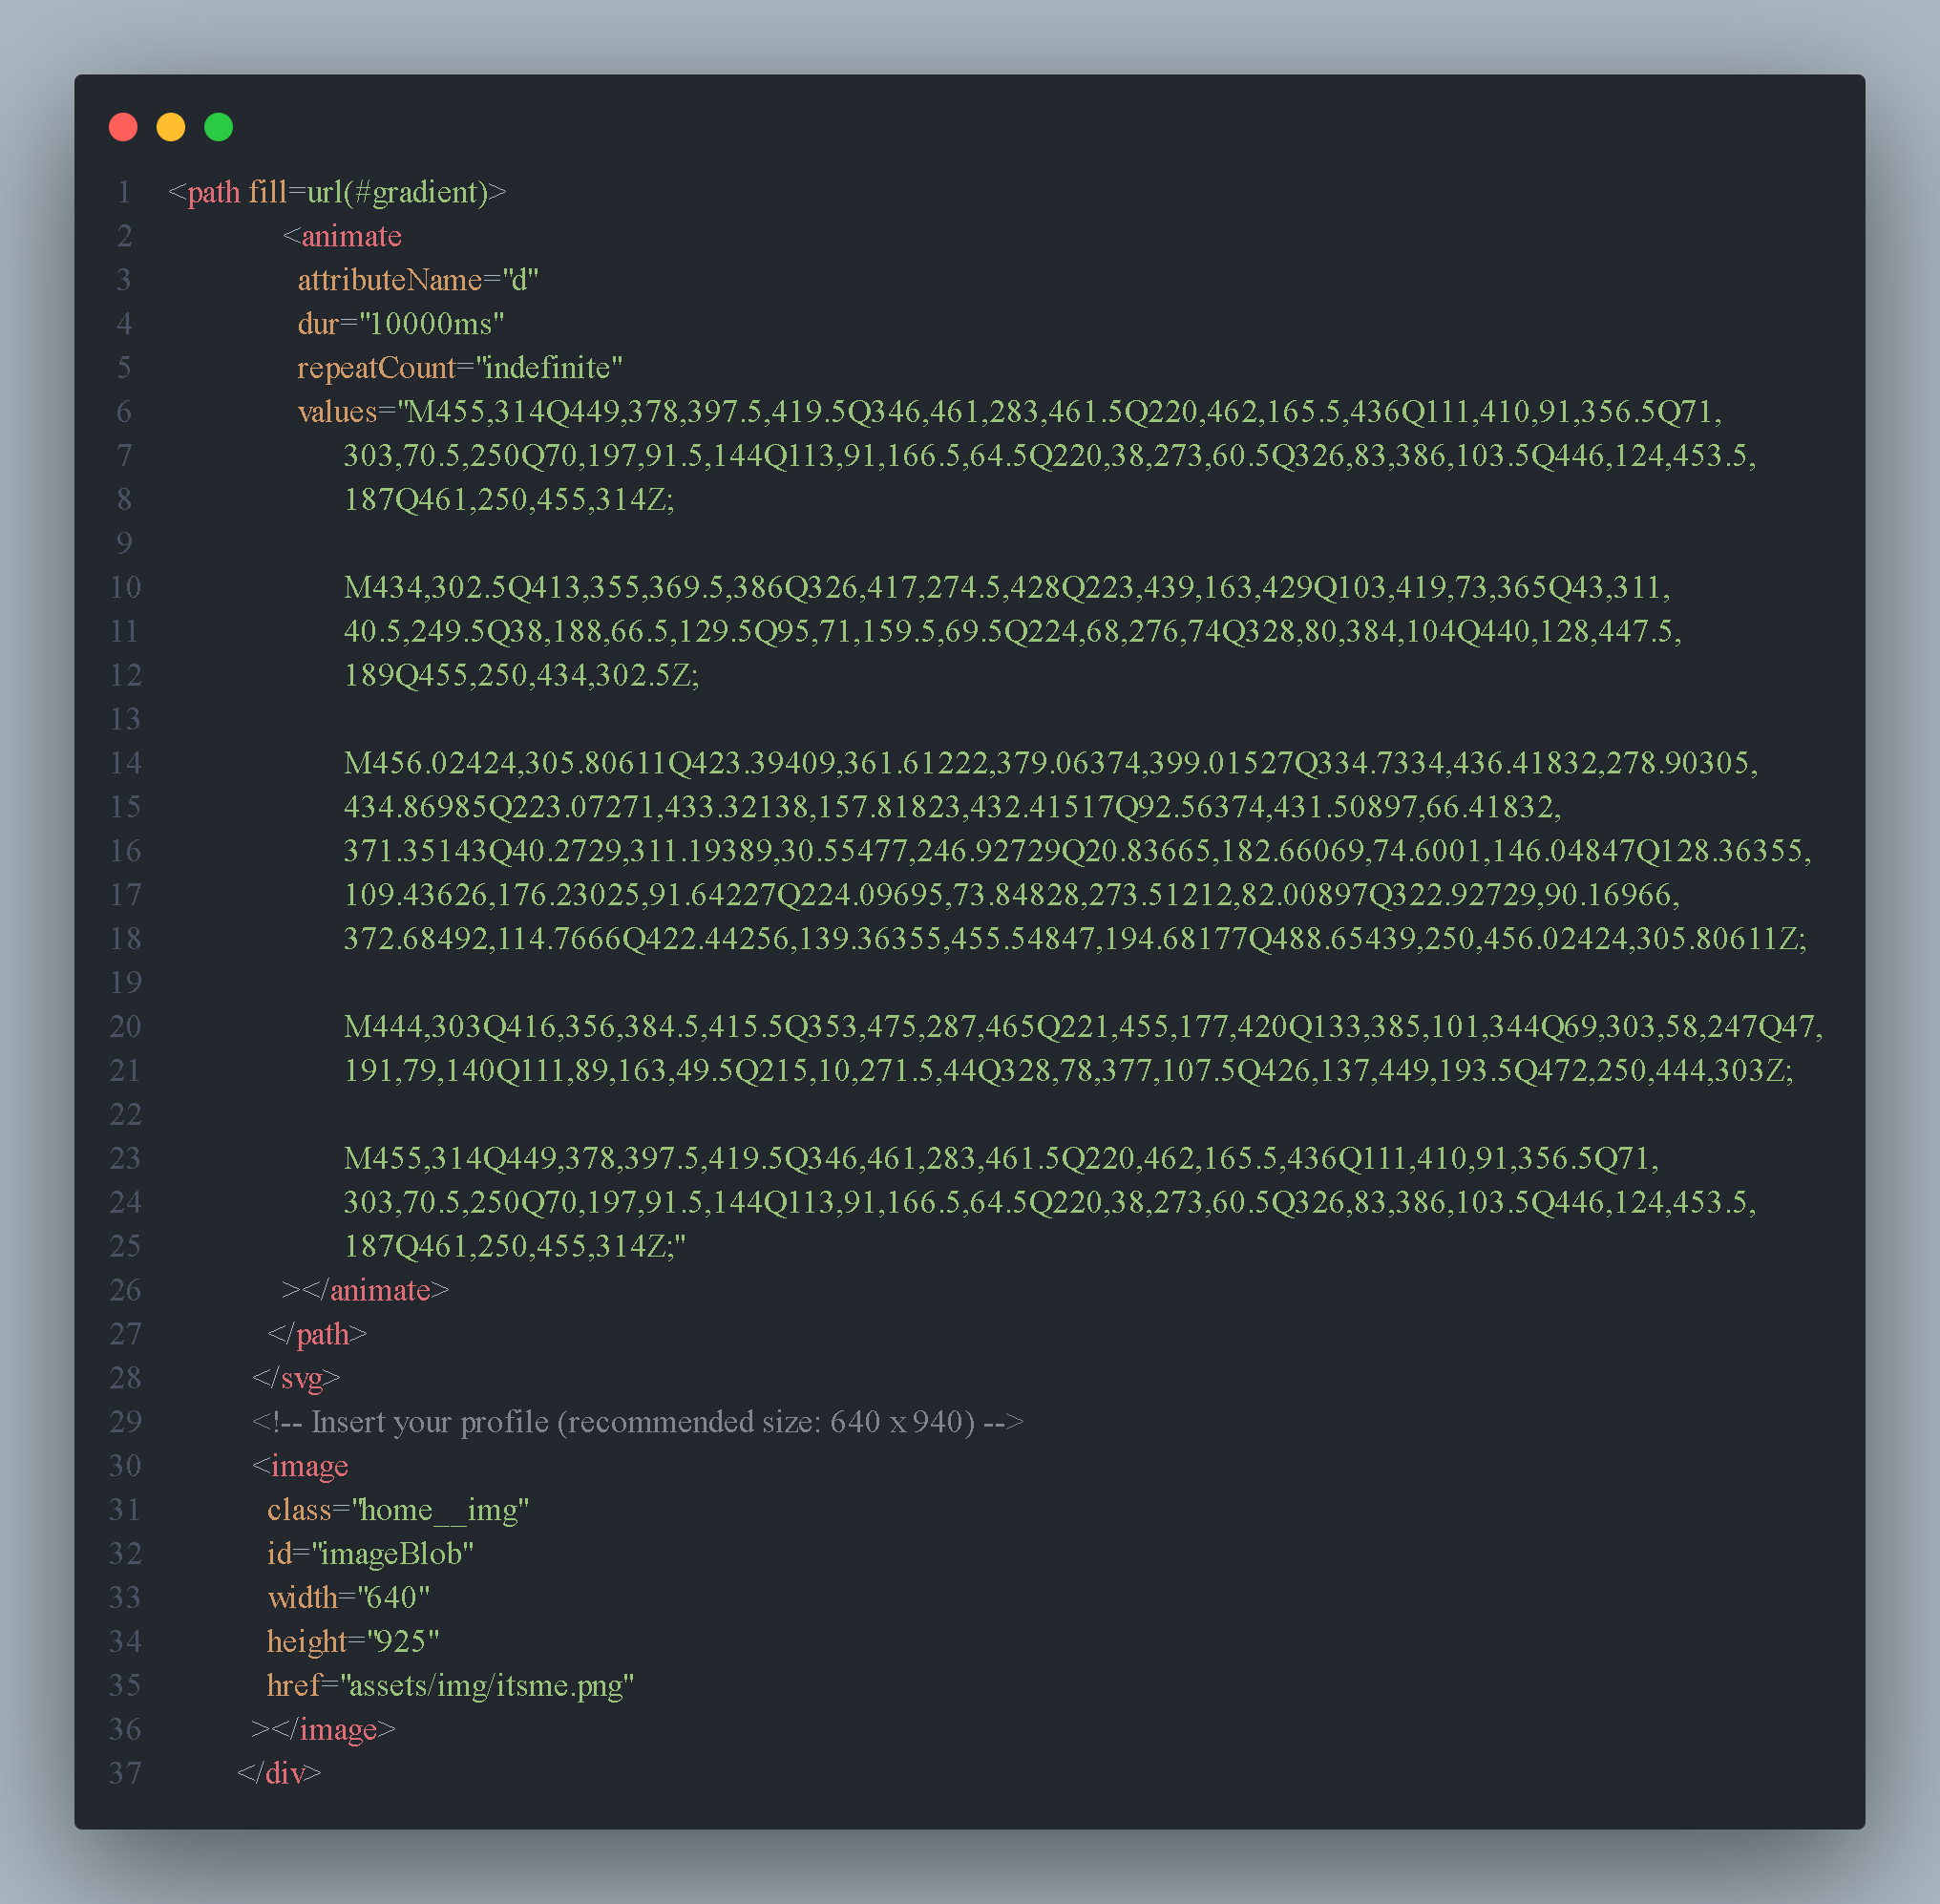 1 <path fill=url(#gradient)>
2 <animate
3 attributeName="d"
4 dur="10000ms"
5 repeatCount="indefinite"
6 values="M455,314Q449,378,397.5,419.5Q346,461,283,461.5Q220,462,165.5,436Q111,410,91,356.5Q71,
7 303,70.5,250Q70,197,91.5,144Q113,91,166.5,64.5Q220,38,273,60.5Q326,83,386,103.5Q446,124,453.5,
8 187Q461,250,455,314Z;
9
10 M434,302.5Q413,355,369.5,386Q326,417,274.5,428Q223,439,163,429Q103,419,73,365Q43,311,
11 40.5,249.5Q38,188,66.5,129.5Q95,71,159.5,69.5Q224,68,276,74Q328,80,384,104Q440,128,447.5,
12 189Q455,250,434,302.5Z;
13
14 M456.02424,305.80611Q423.39409,361.61222,379.06374,399.01527Q334.7334,436.41832,278.90305,
15 434.86985Q223.07271,433.32138,157.81823,432.41517Q92.56374,431.50897,66.41832,
16 371.35143Q40.2729,311.19389,30.55477,246.92729Q20.83665,182.66069,74.6001,146.04847Q128.36355,
17 109.43626,176.23025,91.64227Q224.09695,73.84828,273.51212,82.00897Q322.92729,90.16966,
18 372.68492,114.7666Q422.44256,139.36355,455.54847,194.68177Q488.65439,250,456.02424,305.80611Z;
19
20 M444,303Q416,356,384.5,415.5Q353,475,287,465Q221,455,177,420Q133,385,101,344Q69,303,58,247Q47,
21 191,79,140Q111,89,163,49.5Q215,10,271.5,44Q328,78,377,107.5Q426,137,449,193.5Q472,250,444,303Z;
22
23 M455,314Q449,378,397.5,419.5Q346,461,283,461.5Q220,462,165.5,436Q111,410,91,356.5Q71,
24 303,70.5,250Q70,197,91.5,144Q113,91,166.5,64.5Q220,38,273,60.5Q326,83,386,103.5Q446,124,453.5,
25 187Q461,250,455,314Z;"
26 ></animate>
27 </path>
28 </svg>
29 <!-- Insert your profile (recommended size: 640 x 940) -->
30 <image
31 class="home__img"
32 id="imageBlob"
33 width="640"
34 height="925"
35 href="assets/img/itsme.png"
36 ></image>
37 </div>